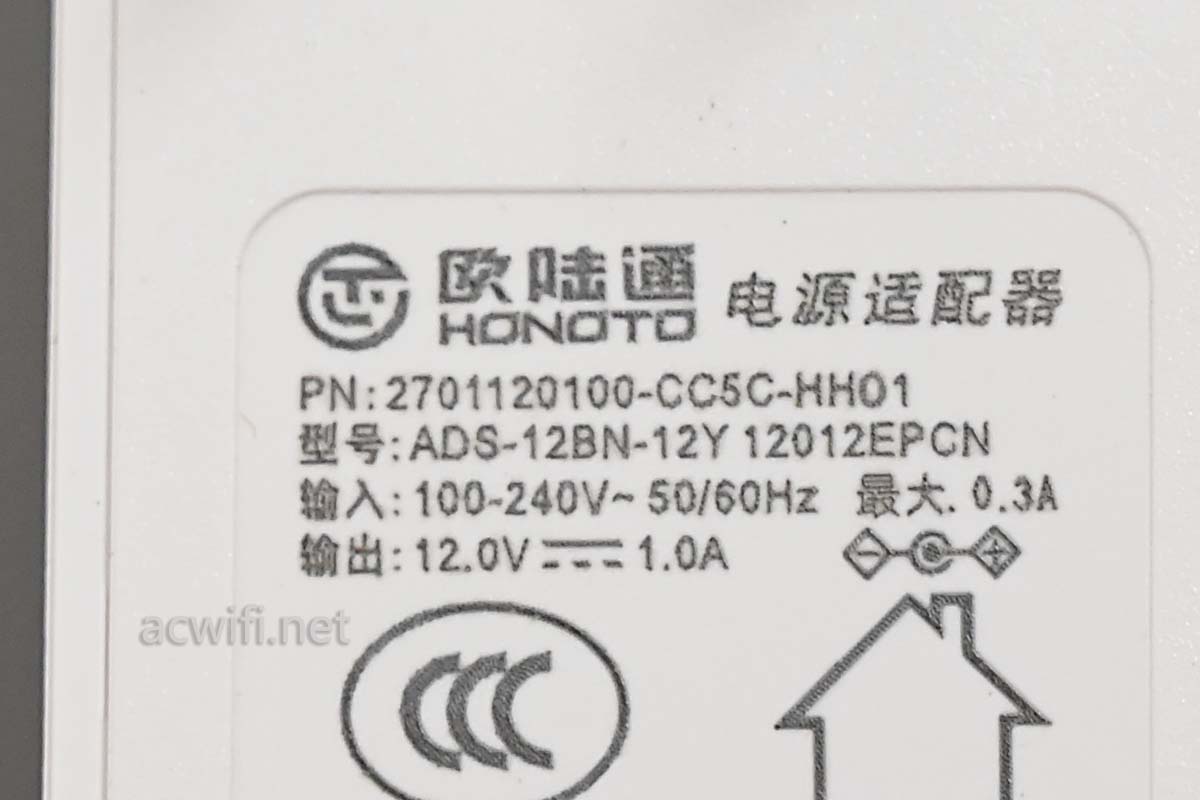 欧陆通
HONOTO
电源适配器
PN:2701120100-CC5C-HH01
型号:ADS-12BN-12Y 12012EPCN
输入:100-240V~ 50/60Hz 最大. 0.3A
输出:12.0V⎓1.0A
acwifi.net
CCC